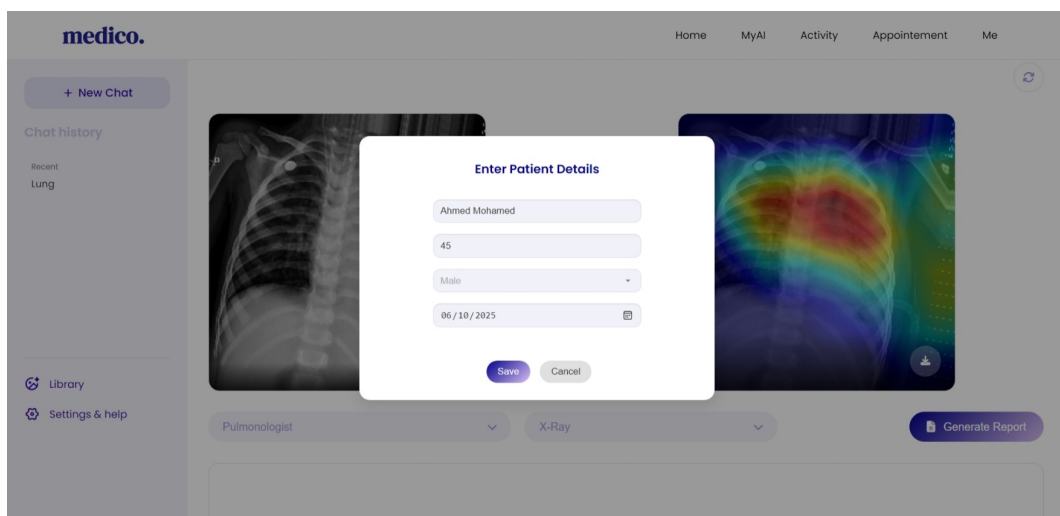 medico.
Home MyAI Activity Appointement Me
+ New Chat
Chat history
Recent
Lung
Enter Patient Details
Ahmed Mohamed
45
Male
06/10/2025
Save Cancel
Library
Settings & help
Pulmonologist X-Ray Generate Report